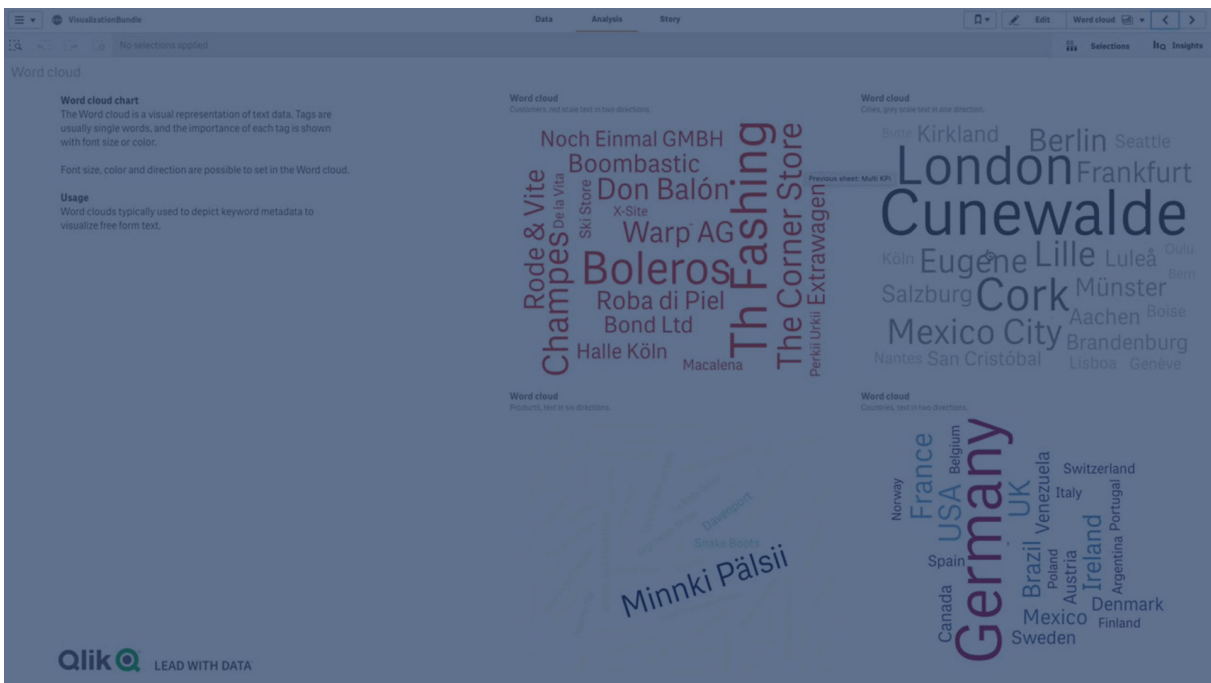 VisualizationBundle
Data
Analysis
Story
Edit
Word cloud
No selections applied
Selections
Insights
Word cloud
Word cloud chart
The Word cloud is a visual representation of text data. Tags are
usually single words, and the importance of each tag is shown
with font size or color.
Font size, color and direction are possible to set in the Word cloud.
Usage
Word clouds typically used to depict keyword metadata to
visualize free form text.
Word cloud
Customers, not scale text in two directions.
Noch Einmal GMBH
Boombastic
Don Balón
X-Site
Warp AG
Boleros
Roba di Piel
Bond Ltd
Halle Köln
Macalena
Rode & Vite
Champes
De la Vita
Ski Store
Th Fashing
The Corner Store
Extrawagen
Perkii Urkii
Word cloud
Cities, grey scale text in one direction.
Butte
Kirkland
Berlin
Seattle
London
Frankfurt
Previous sheet: Multi KPI
Cunewalde
Köln
Eugene
Lille
Luleå
Oulu
Bern
Salzburg
Cork
Münster
Aachen
Boise
Mexico City
Brandenburg
Nantes
San Cristóbal
Lisboa
Genève
Word cloud
Products, text in six directions.
Davenport
Snake Boots
Minnki Pälsii
Word cloud
Countries, text in two directions.
Norway
France
USA
Belgium
Germany
UK
Venezuela
Switzerland
Italy
Portugal
Spain
Brazil
Poland
Austria
Ireland
Argentina
Canada
Mexico
Denmark
Finland
Sweden
Qlik
LEAD WITH DATA